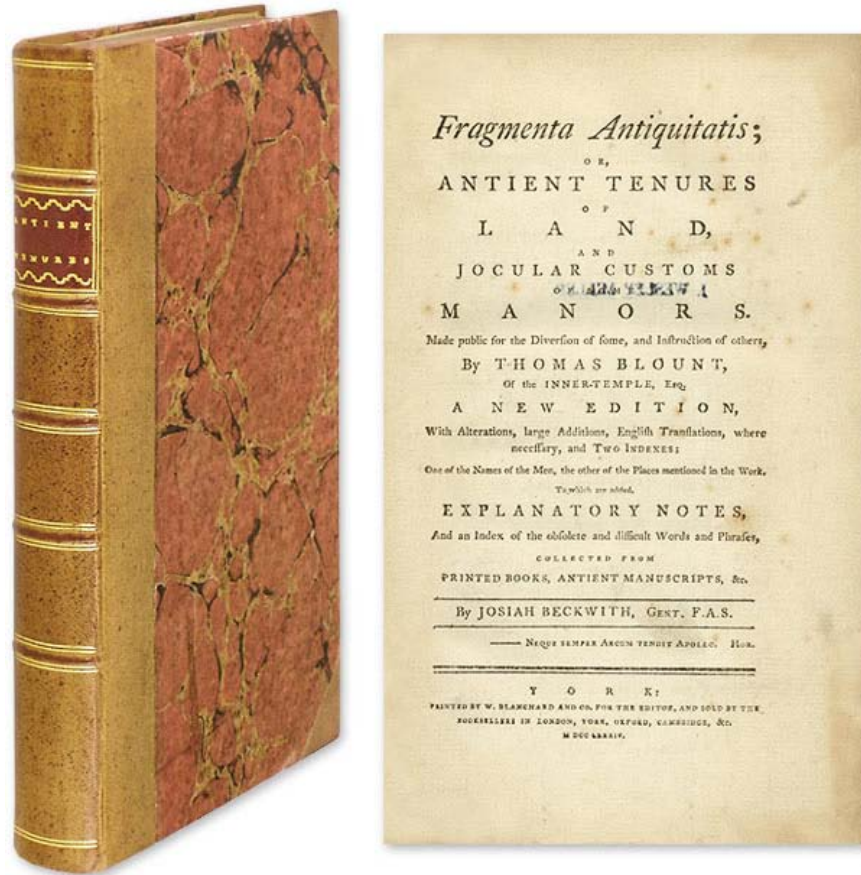 ANTIENT
TENURES
Fragmenta Antiquitatis;
OR,
ANTIENT TENURES
OF
LAND,
AND
JOCULAR CUSTOMS
MANORS.
Made public for the Diverſion of ſome, and Inſtruction of others,
By THOMAS BLOUNT,
Of the INNER-TEMPLE, Esq.
A NEW EDITION,
With Alterations, large Additions, Engliſh Tranſlations, where
neceſſary, and TWO INDEXES;
One of the Names of the Men, the other of the Places mentioned in the Work.
To which are added,
EXPLANATORY NOTES,
And an Index of the obſolete and difficult Words and Phraſes,
COLLECTED FROM
PRINTED BOOKS, ANTIENT MANUSCRIPTS, &c.
By JOSIAH BECKWITH, GENT. F.A.S.
—— NEQUE SEMPER ARCUM TENDIT APOLLO. HOR.
YORK:
PRINTED BY W. BLANCHARD AND CO. FOR THE EDITOR, AND SOLD BY THE
BOOKSELLERS IN LONDON, YORK, OXFORD, CAMBRIDGE, &c.
M DCC LXXXIV.